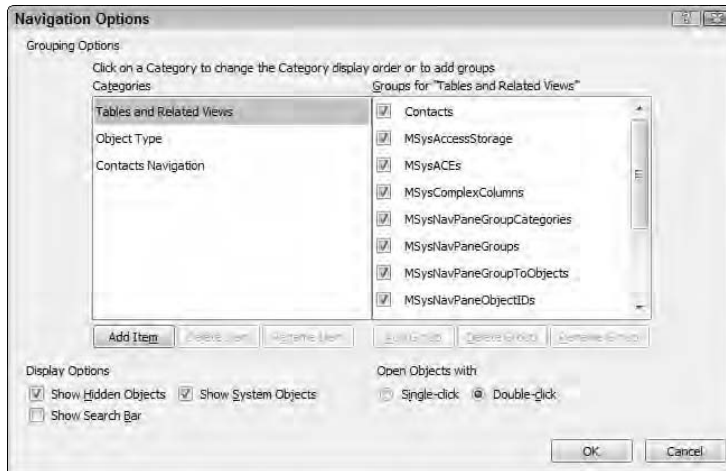 Navigation Options
Grouping Options
Click on a Category to change the Category display order or to add groups
Categories
Groups for "Tables and Related Views"
Tables and Related Views
Object Type
Contacts Navigation
Contacts
MSysAccessStorage
MSysACEs
MSysComplexColumns
MSysNavPaneGroupCategories
MSysNavPaneGroups
MSysNavPaneGroupToObjects
MSysNavPaneObjectIDs
Add Item
Delete Item
Rename Item
Add Group
Delete Group
Rename Group
Display Options
Show Hidden Objects
Show System Objects
Show Search Bar
Open Objects with
Single-click
Double-click
OK
Cancel